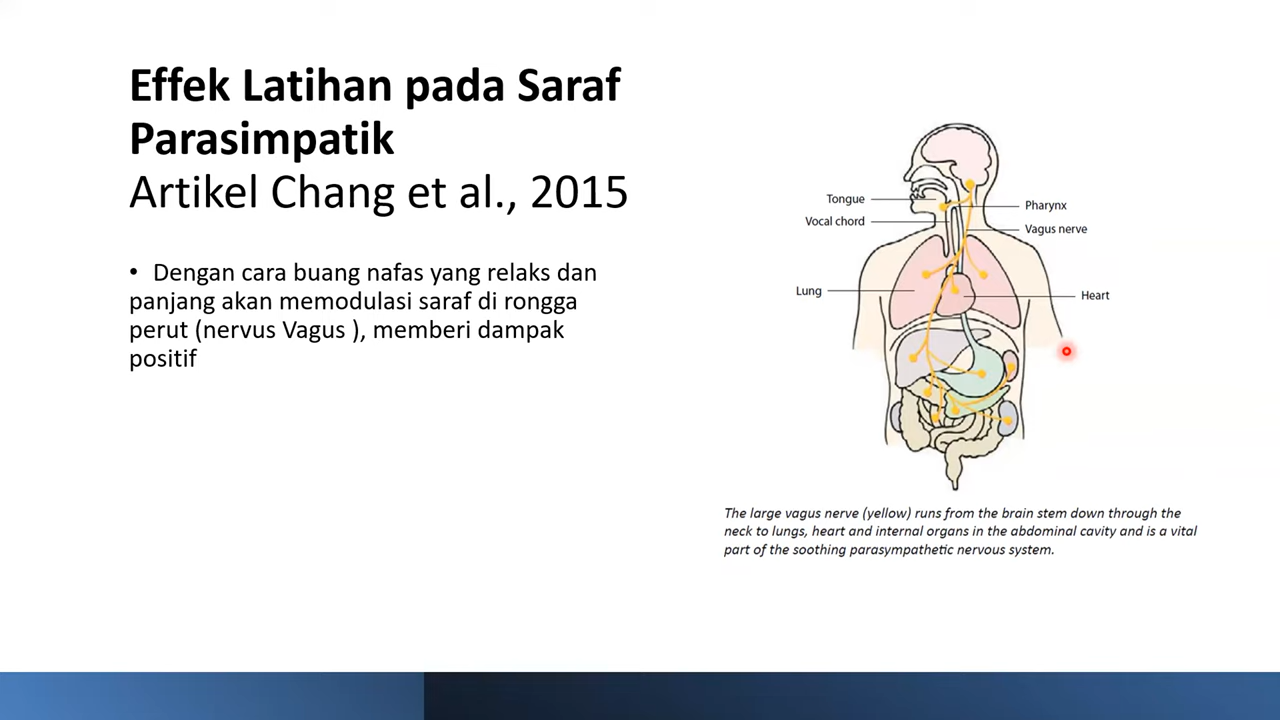 Effek Latihan pada Saraf
Parasimpatik
Artikel Chang et al., 2015
• Dengan cara buang nafas yang relaks dan
panjang akan memodulasi saraf di rongga
perut (nervus Vagus ), memberi dampak
positif
Tongue
Vocal chord
Pharynx
Vagus nerve
Lung
Heart
The large vagus nerve (yellow) runs from the brain stem down through the
neck to lungs, heart and internal organs in the abdominal cavity and is a vital
part of the soothing parasympathetic nervous system.